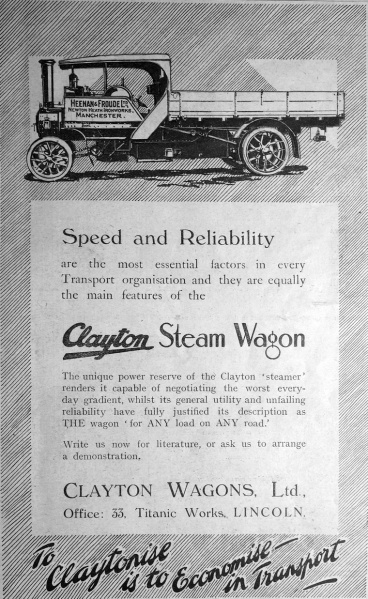 HEENAN & FROUDE LTD
NEWTON HEATH IRONWORKS,
MANCHESTER.
Speed and Reliability
are the most essential factors in every
Transport organisation and they are equally
the main features of the
Clayton Steam Wagon
The unique power reserve of the Clayton 'steamer'
renders it capable of negotiating the worst every-
day gradient, whilst its general utility and unfailing
reliability have fully justified its description as
THE wagon 'for ANY load on ANY road.'
Write us now for literature, or ask us to arrange
a demonstration.
CLAYTON WAGONS, Ltd.,
Office: 33, Titanic Works, LINCOLN.
To
Claytonise
is to Economise—
in Transport